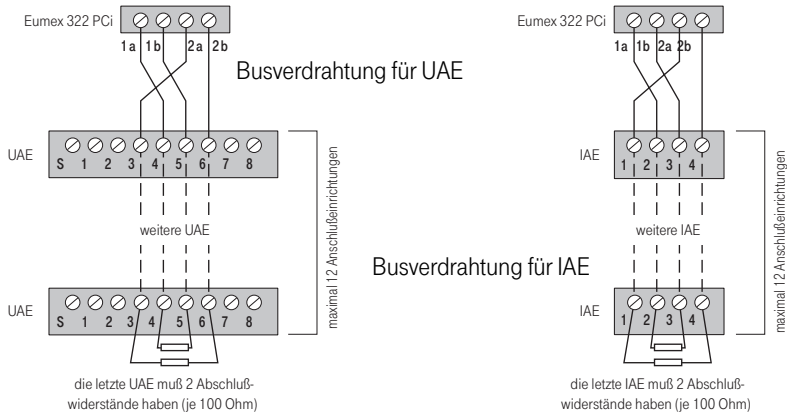 Eumex 322 PCi
1a 1b 2a 2b
Busverdrahtung für UAE
UAE
S 1 2 3 4 5 6 7 8
weitere UAE
UAE
S 1 2 3 4 5 6 7 8
maximal 12 Anschlußeinrichtungen
die letzte UAE muß 2 Abschluß-
widerstände haben (je 100 Ohm)
Eumex 322 PCi
1a 1b 2a 2b
IAE
1 2 3 4
weitere IAE
Busverdrahtung für IAE
IAE
1 2 3 4
maximal 12 Anschlußeinrichtungen
die letzte IAE muß 2 Abschluß-
widerstände haben (je 100 Ohm)